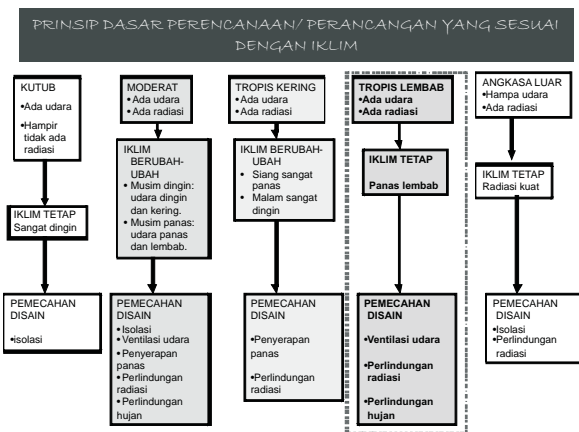 PRINSIP DASAR PERENCANAAN/ PERANCANGAN YANG SESUAI
DENGAN IKLIM
KUTUB
•Ada udara
•Hampir
tidak ada
radiasi
IKLIM TETAP
Sangat dingin
PEMECAHAN
DISAIN
•isolasi
MODERAT
•Ada udara
•Ada radiasi
IKLIM
BERUBAH-
UBAH
• Musim dingin:
udara dingin
dan kering.
• Musim panas:
udara panas
dan lembab.
PEMECAHAN
DISAIN
•Isolasi
•Ventilasi udara
•Penyerapan
panas
•Perlindungan
radiasi
•Perlindungan
hujan
TROPIS KERING
•Ada udara
•Ada radiasi
IKLIM BERUBAH-
UBAH
• Siang sangat
panas
• Malam sangat
dingin
PEMECAHAN
DISAIN
•Penyerapan
panas
•Perlindungan
radiasi
TROPIS LEMBAB
•Ada udara
•Ada radiasi
IKLIM TETAP
Panas lembab
PEMECAHAN
DISAIN
•Ventilasi udara
•Perlindungan
radiasi
•Perlindungan
hujan
ANGKASA LUAR
•Hampa udara
•Ada radiasi
IKLIM TETAP
Radiasi kuat
PEMECAHAN
DISAIN
•Isolasi
•Perlindungan
radiasi